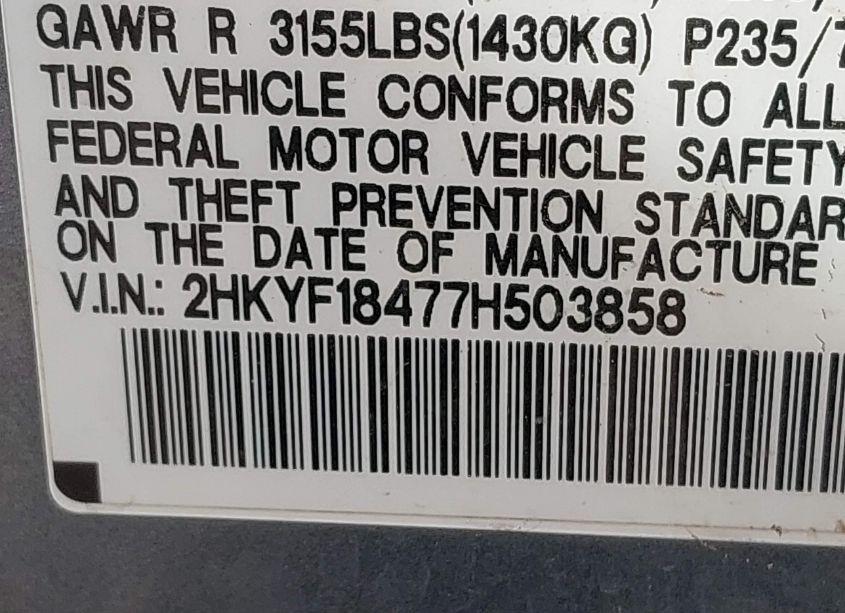 GAWR R 3155LBS(1430KG) P235/7
THIS VEHICLE CONFORMS TO ALL
FEDERAL MOTOR VEHICLE SAFETY
AND THEFT PREVENTION STANDAR
ON THE DATE OF MANUFACTURE
V.I.N.: 2HKYF18477H503858